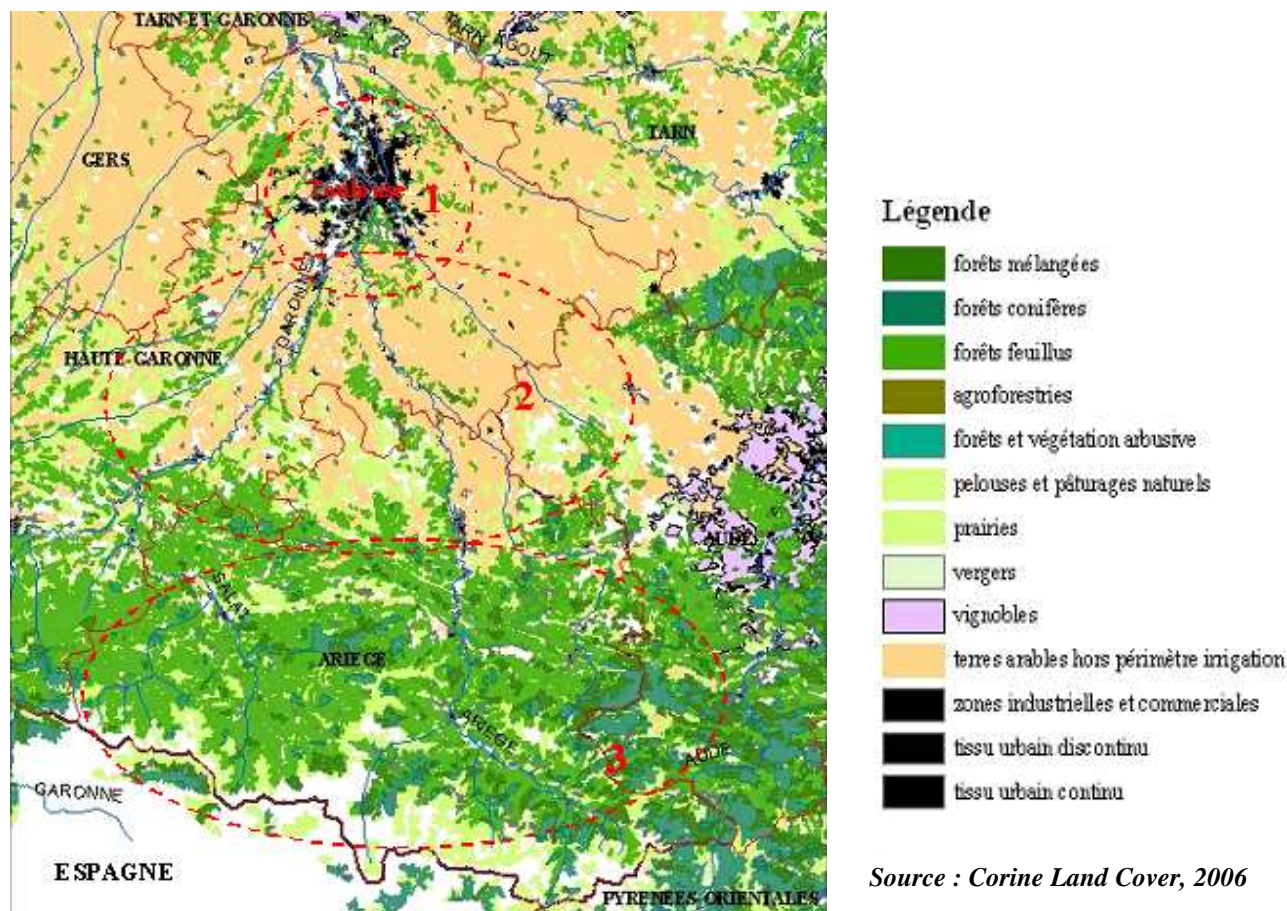 TARN-ET-GARONNE
TARN
AGOUT
TARN
GERS
Toulouse
1
GARONNE
HAUTE-GARONNE
2
AUDE
SALAT
ARIEGE
ARIEGE
3
AUDE
GARONNE
ESPAGNE
PYRENEES-ORIENTALES
Légende
forêts mélangées
forêts conifères
forêts feuillus
agroforestries
forêts et végétation arbusive
pelouses et pâturages naturels
prairies
vergers
vignobles
terres arables hors périmètre irrigation
zones industrielles et commerciales
tissu urbain discontinu
tissu urbain continu
Source : Corine Land Cover, 2006